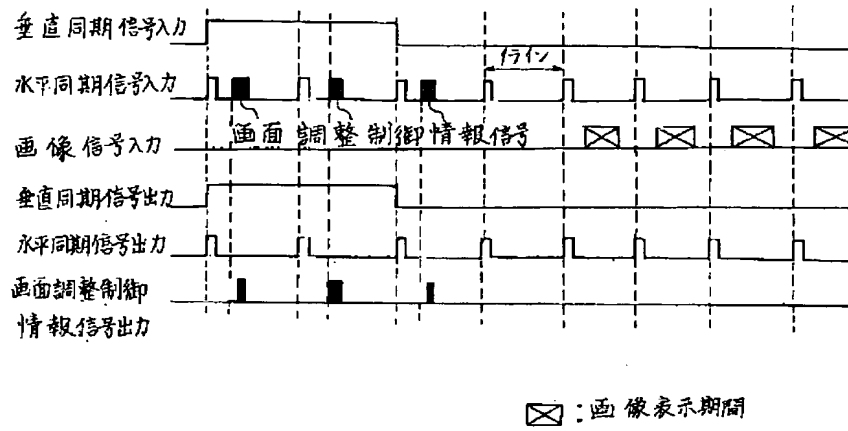 垂直同期信号入力
1ライン
水平同期信号入力
画面調整制御情報信号
画像信号入力
垂直同期信号出力
水平同期信号出力
画面調整制御
情報信号出力
:画像表示期間